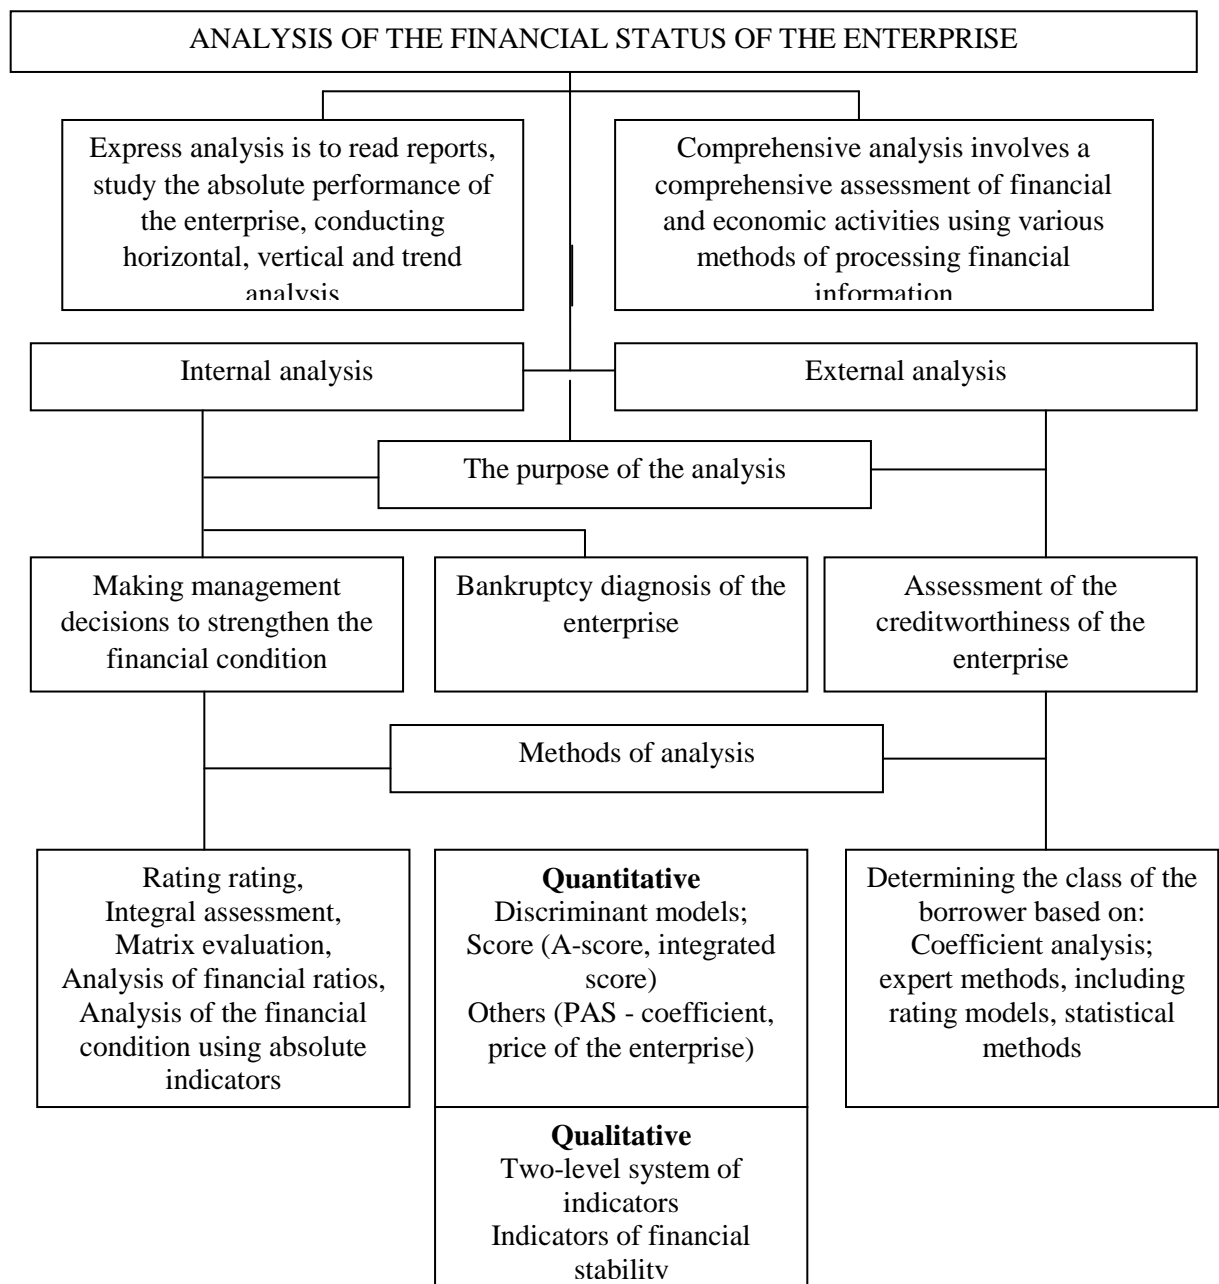 ANALYSIS OF THE FINANCIAL STATUS OF THE ENTERPRISE
Express analysis is to read reports,
study the absolute performance of
the enterprise, conducting
horizontal, vertical and trend
analysis
Comprehensive analysis involves a
comprehensive assessment of financial
and economic activities using various
methods of processing financial
information
Internal analysis
External analysis
The purpose of the analysis
Making management
decisions to strengthen the
financial condition
Bankruptcy diagnosis of the
enterprise
Assessment of the
creditworthiness of the
enterprise
Methods of analysis
Rating rating,
Integral assessment,
Matrix evaluation,
Analysis of financial ratios,
Analysis of the financial
condition using absolute
indicators
Quantitative
Discriminant models;
Score (A-score, integrated
score)
Others (PAS - coefficient,
price of the enterprise)
Determining the class of the
borrower based on:
Coefficient analysis;
expert methods, including
rating models, statistical
methods
Qualitative
Two-level system of
indicators
Indicators of financial
stability